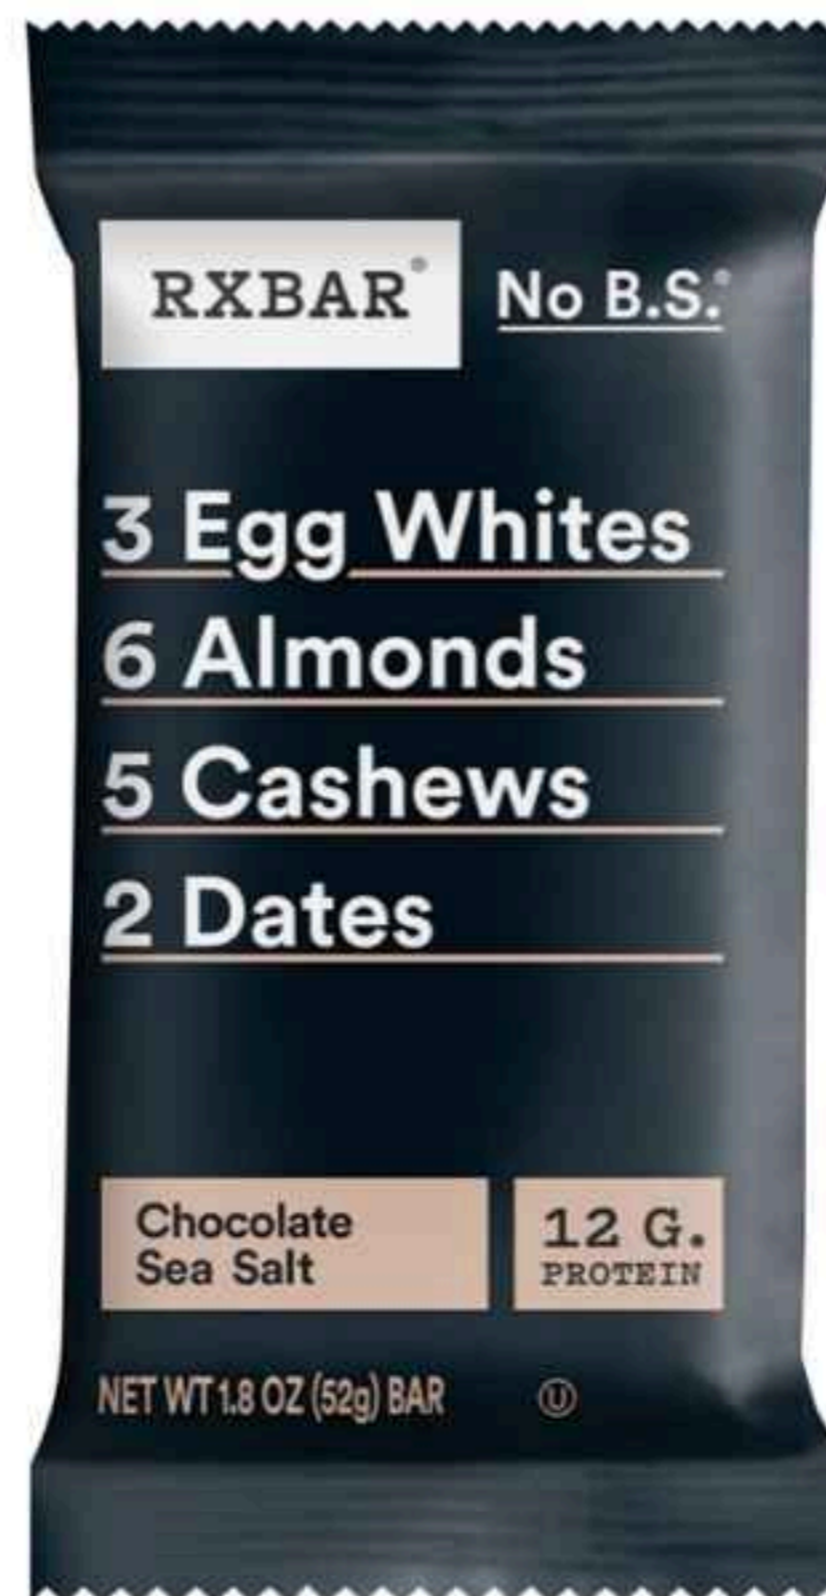 RXBAR® No B.S.®
3 Egg Whites
6 Almonds
5 Cashews
2 Dates
Chocolate
Sea Salt
12 G.
PROTEIN
NET WT 1.8 OZ (52g) BAR
U